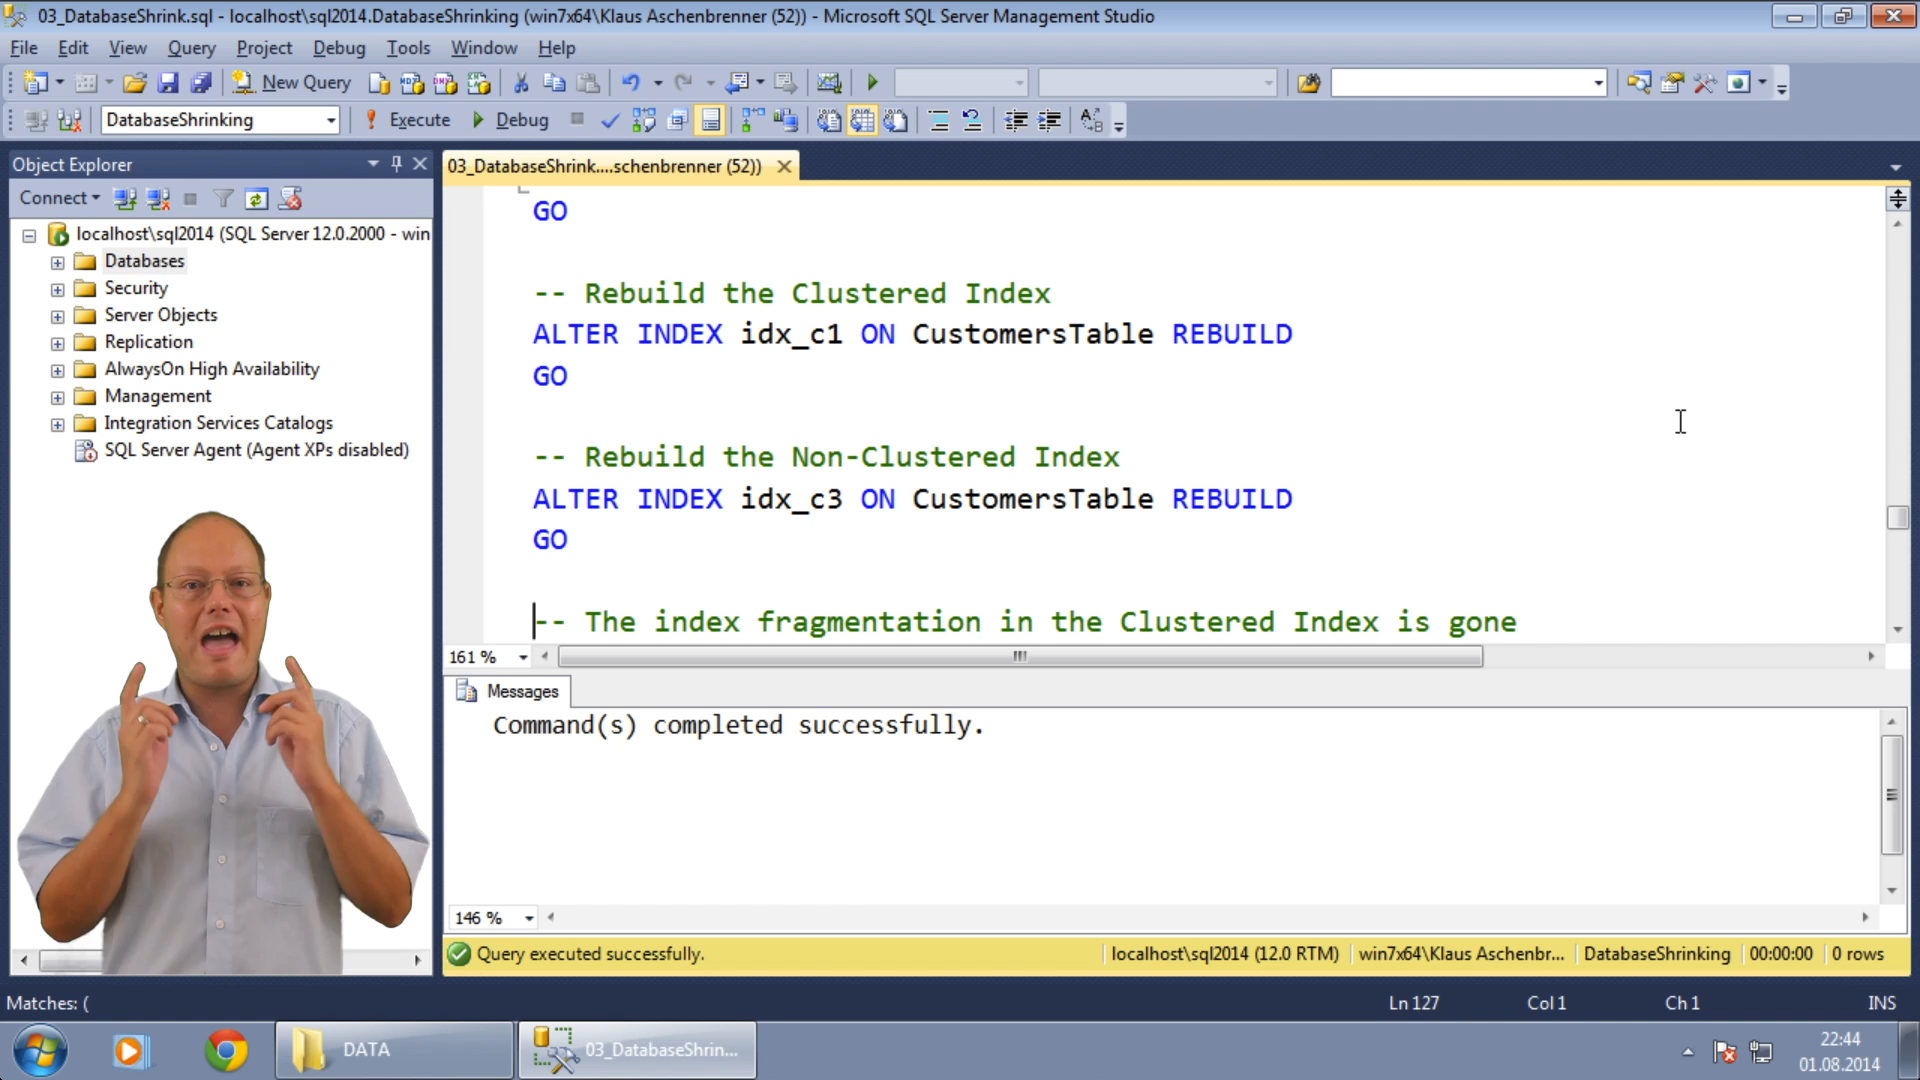 03_DatabaseShrink.sql - localhost\sql2014.DatabaseShrinking (win7x64\Klaus Aschenbrenner (52)) - Microsoft SQL Server Management Studio
File Edit View Query Project Debug Tools Window Help
New Query
DatabaseShrinking Execute Debug
Object Explorer
Connect
localhost\sql2014 (SQL Server 12.0.2000 - win
Databases
Security
Server Objects
Replication
AlwaysOn High Availability
Management
Integration Services Catalogs
SQL Server Agent (Agent XPs disabled)
03_DatabaseShrink....schenbrenner (52))
GO
-- Rebuild the Clustered Index
ALTER INDEX idx_c1 ON CustomersTable REBUILD
GO
-- Rebuild the Non-Clustered Index
ALTER INDEX idx_c3 ON CustomersTable REBUILD
GO
-- The index fragmentation in the Clustered Index is gone
161 %
Messages
Command(s) completed successfully.
146 %
Query executed successfully. localhost\sql2014 (12.0 RTM) win7x64\Klaus Aschenbr... DatabaseShrinking 00:00:00 0 rows
Matches: ( Ln 127 Col 1 Ch 1 INS
DATA 03_DatabaseShrin...
22:44
01.08.2014